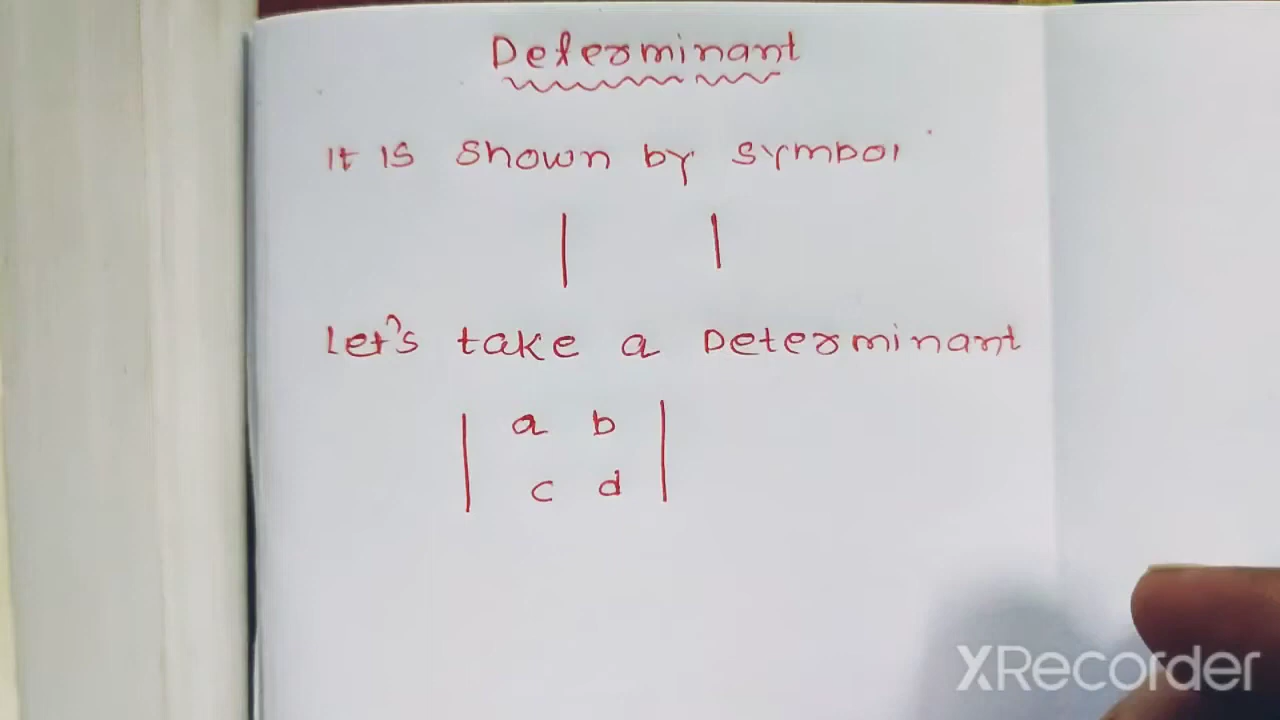 Determinant
It is shown by symbol
| |
Let's take a Determinant
| a b |
| c d |
XRecorder